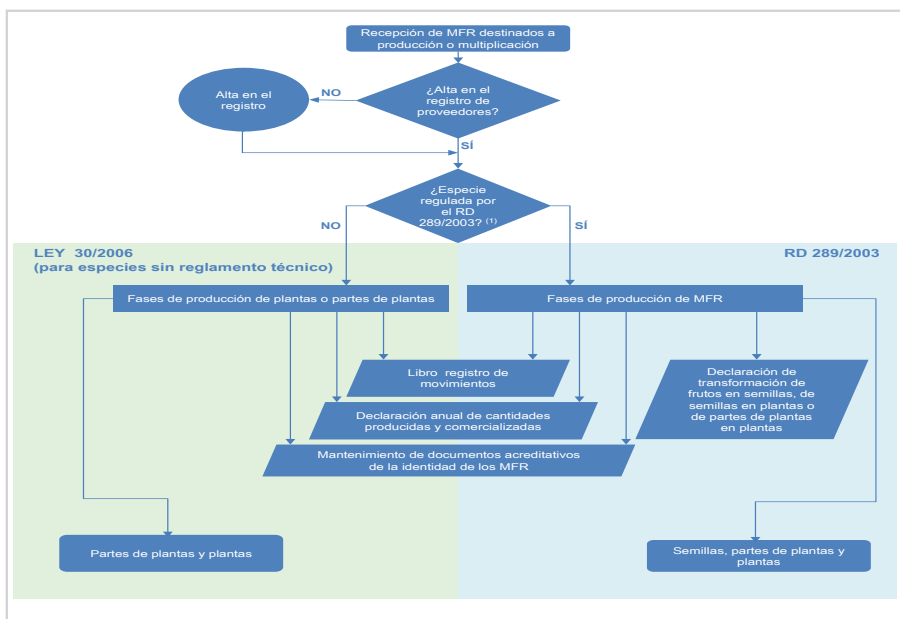 Recepción de MFR destinados a
producción o multiplicación
¿Alta en el
registro de
proveedores?
NO
Alta en el
registro
SÍ
¿Especie
regulada por
el RD
289/2003? (1)
NO
SÍ
LEY 30/2006
(para especies sin reglamento técnico)
RD 289/2003
Fases de producción de plantas o partes de plantas
Fases de producción de MFR
Libro registro de
movimientos
Declaración anual de cantidades
producidas y comercializadas
Mantenimiento de documentos acreditativos
de la identidad de los MFR
Declaración de
transformación de
frutos en semillas, de
semillas en plantas o
de partes de plantas
en plantas
Partes de plantas y plantas
Semillas, partes de plantas y
plantas